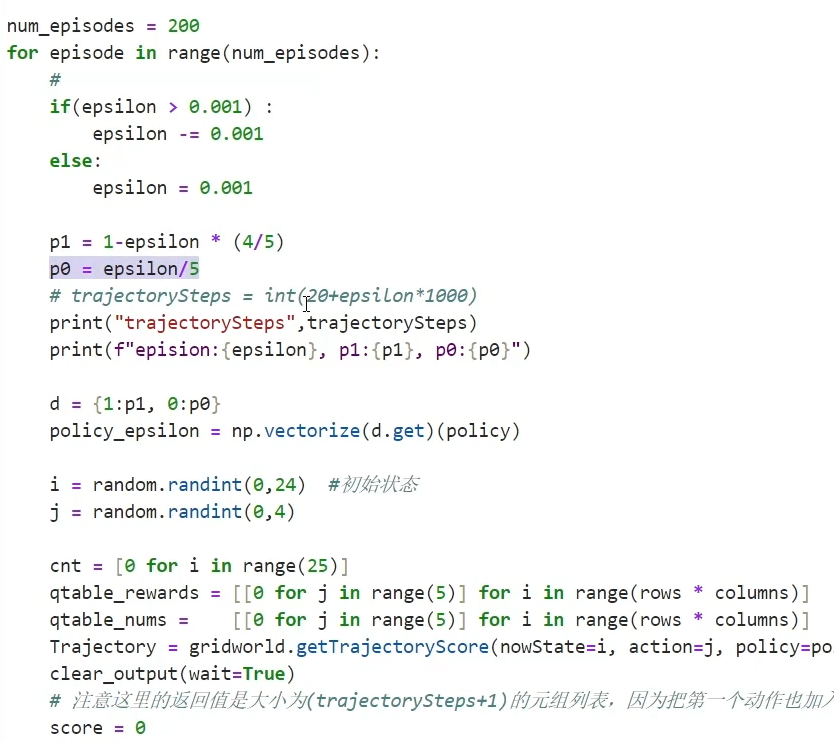 num_episodes = 200
for episode in range(num_episodes):
    #
    if(epsilon > 0.001) :
        epsilon -= 0.001
    else:
        epsilon = 0.001

    p1 = 1-epsilon * (4/5)
    p0 = epsilon/5
    # trajectorySteps = int(20+epsilon*1000)
    print("trajectorySteps",trajectorySteps)
    print(f"epision:{epsilon}, p1:{p1}, p0:{p0}")

    d = {1:p1, 0:p0}
    policy_epsilon = np.vectorize(d.get)(policy)

    i = random.randint(0,24)  #初始状态
    j = random.randint(0,4)

    cnt = [0 for i in range(25)]
    qtable_rewards = [[0 for j in range(5)] for i in range(rows * columns)]
    qtable_nums =    [[0 for j in range(5)] for i in range(rows * columns)]
    Trajectory = gridworld.getTrajectoryScore(nowState=i, action=j, policy=po
    clear_output(wait=True)
    # 注意这里的返回值是大小为(trajectorySteps+1)的元组列表，因为把第一个动作也加入
    score = 0